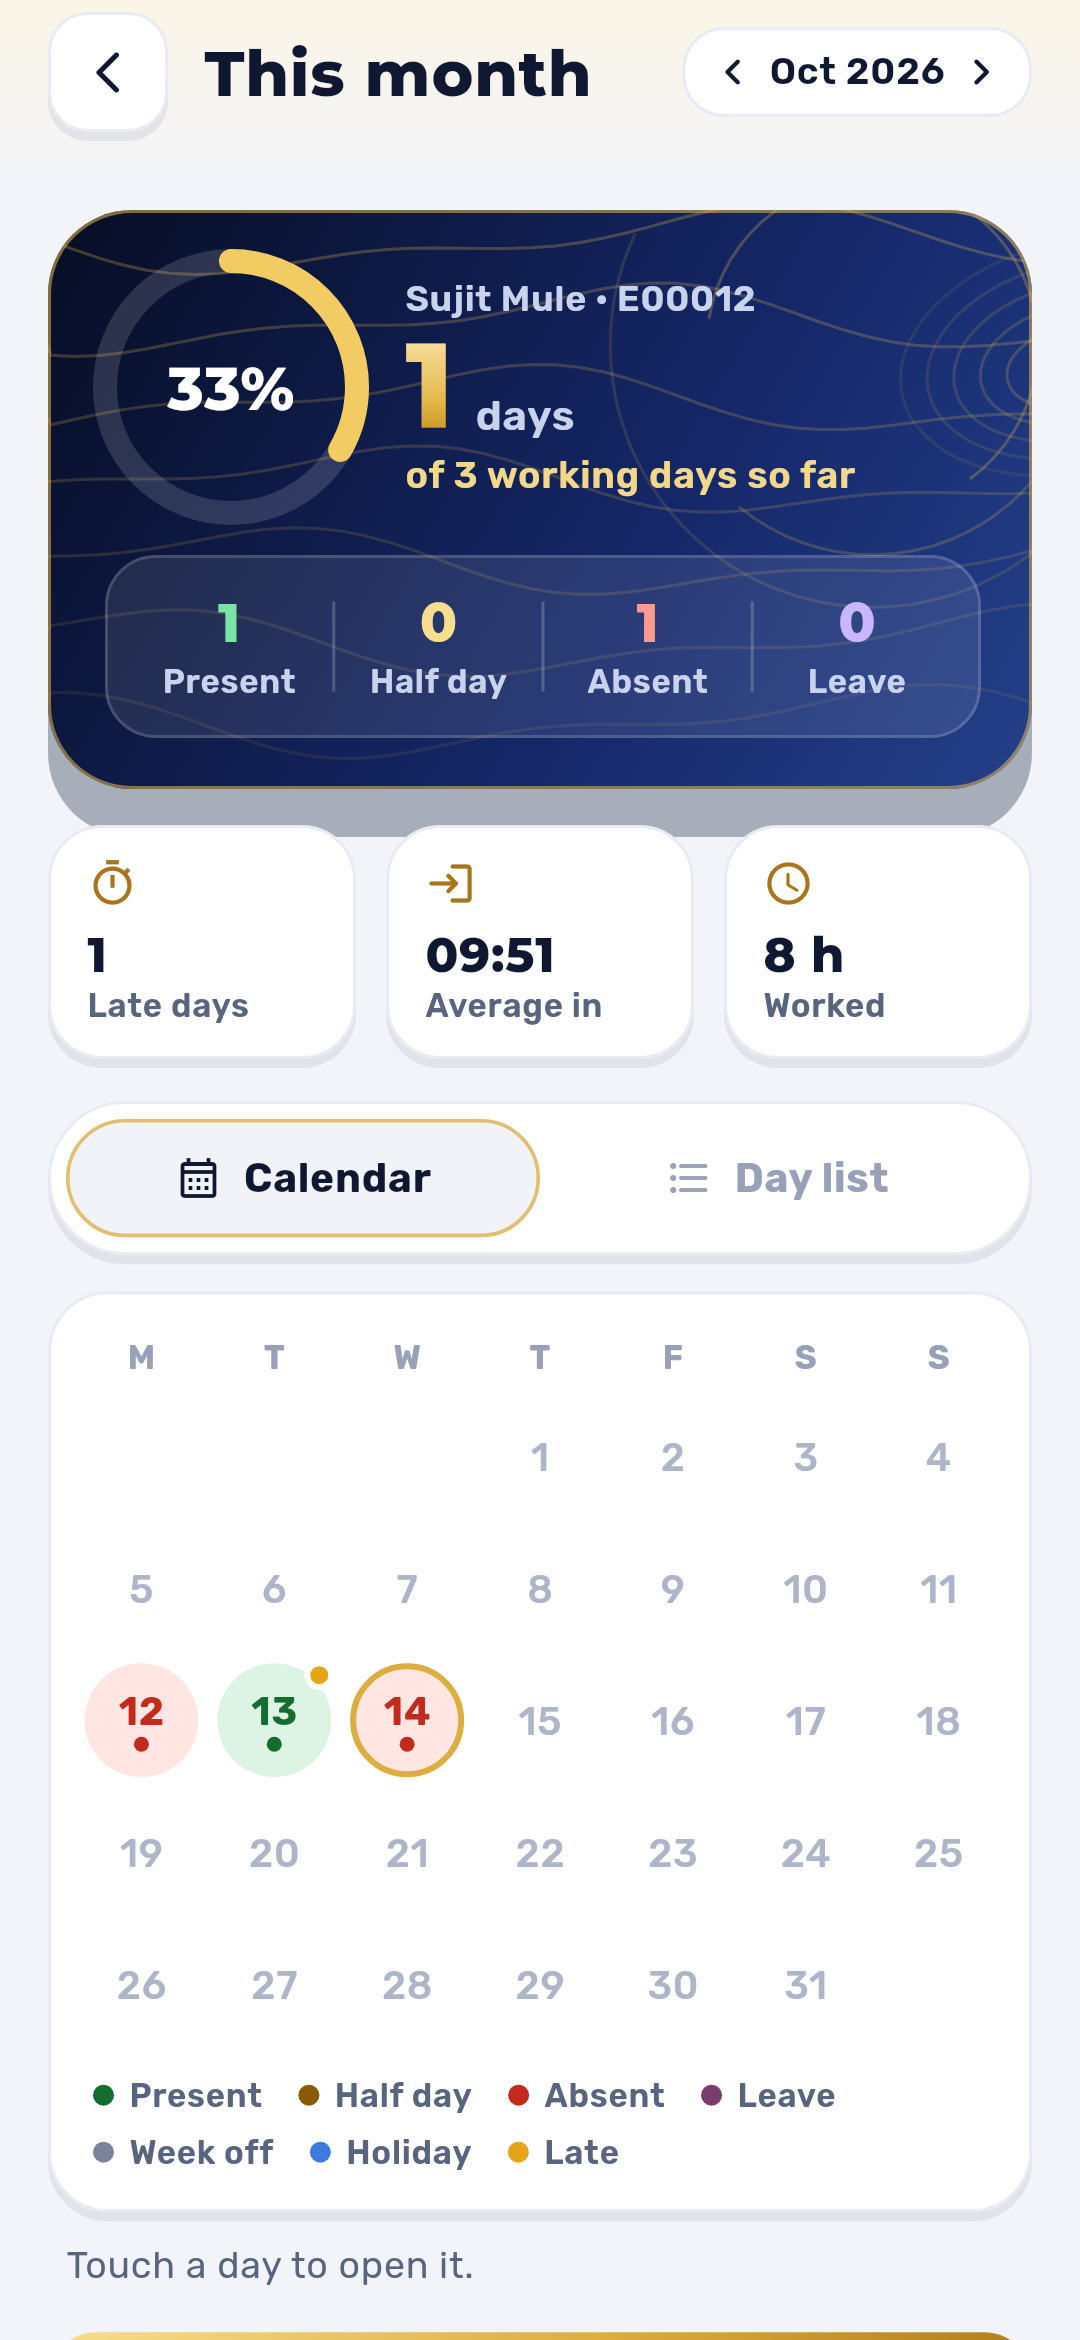 This month
Oct 2026
33%
Sujit Mule • E00012
1 days
of 3 working days so far
1 0 1 0
Present Half day Absent Leave
1 09:51 8 h
Late days Average in Worked
Calendar Day list
M T W T F S S
1 2 3 4
5 6 7 8 9 10 11
12 13 14 15 16 17 18
19 20 21 22 23 24 25
26 27 28 29 30 31
Present Half day Absent Leave
Week off Holiday Late
Touch a day to open it.